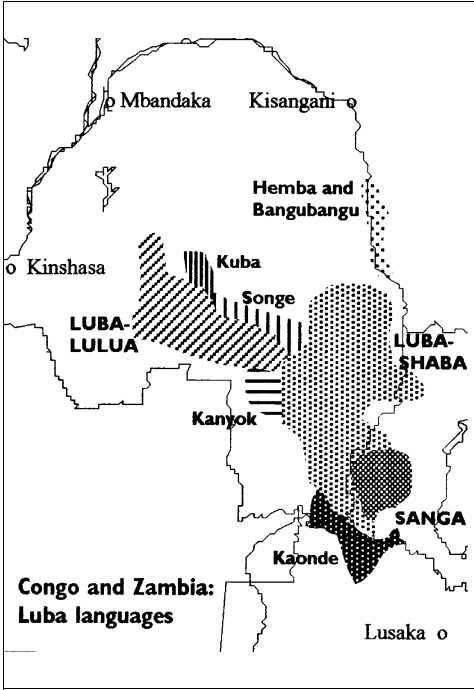 Mbandaka
Kisangani
Hemba and
Bangubangu
Kuba
Kinshasa
Songe
LUBA-
LULUA
LUBA-
SHABA
Kanyok
SANGA
Kaonde
Congo and Zambia:
Luba languages
Lusaka